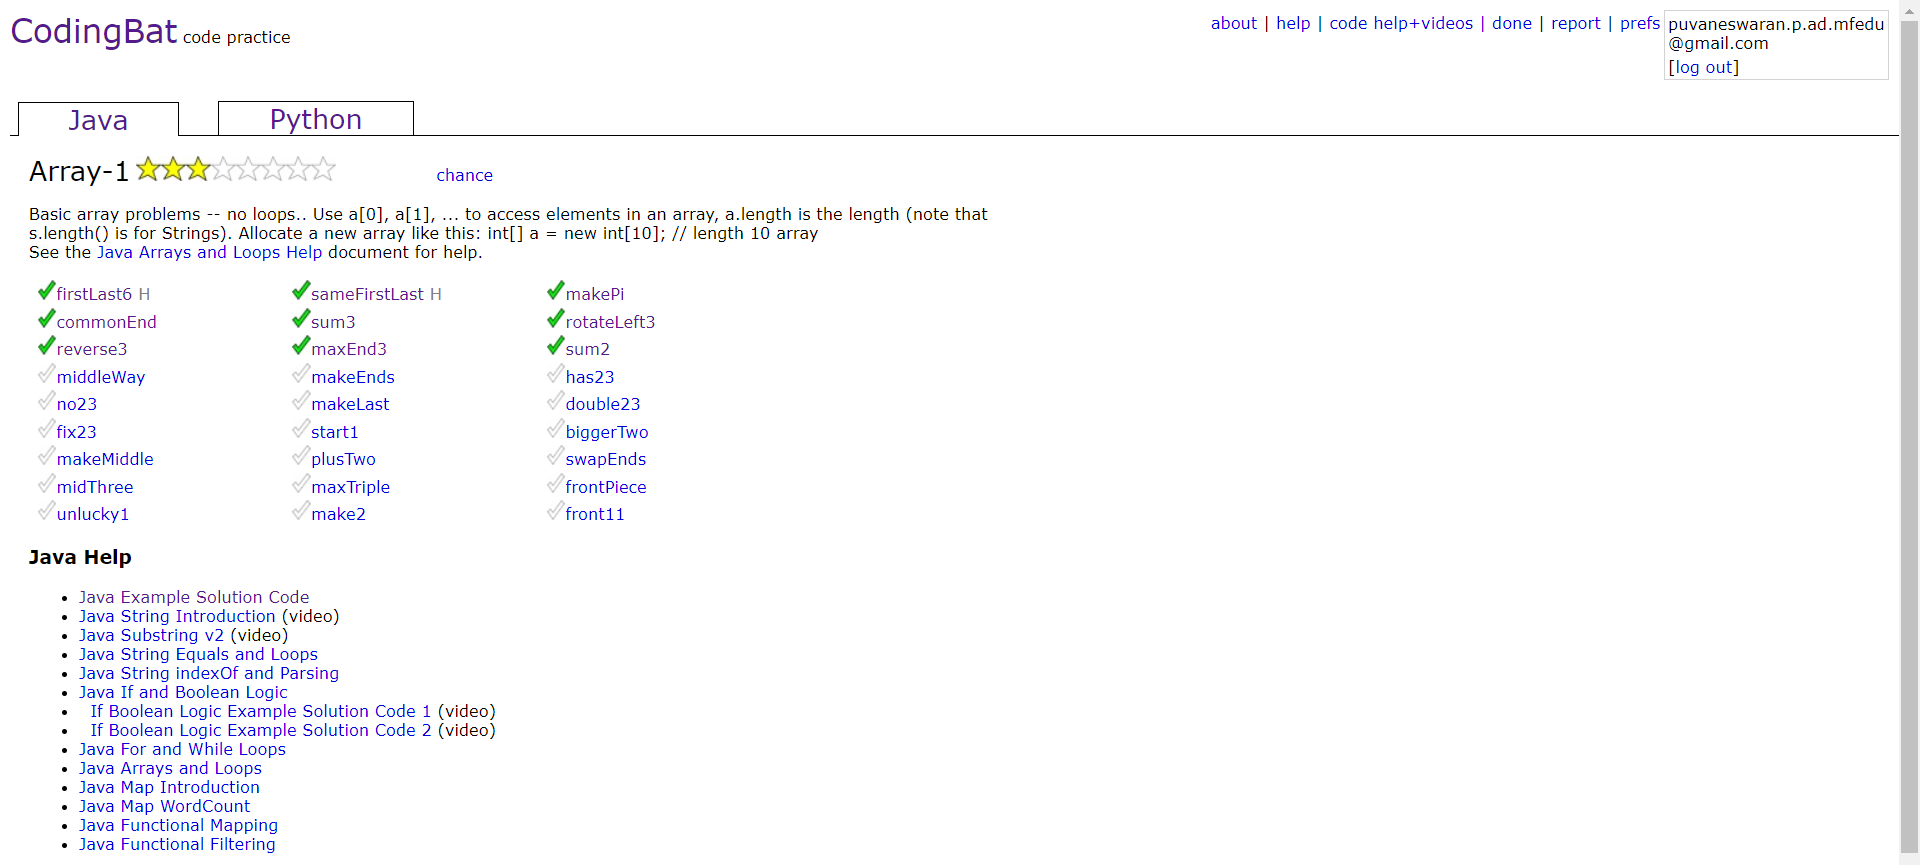 CodingBat code practice
about | help | code help+videos | done | report | prefs
puvaneswaran.p.ad.mfedu
@gmail.com
[log out]
Java
Python
Array-1
chance
Basic array problems -- no loops.. Use a[0], a[1], ... to access elements in an array, a.length is the length (note that
s.length() is for Strings). Allocate a new array like this: int[] a = new int[10]; // length 10 array
See the Java Arrays and Loops Help document for help.
firstLast6 H sameFirstLast H makePi
commonEnd sum3 rotateLeft3
reverse3 maxEnd3 sum2
middleWay makeEnds has23
no23 makeLast double23
fix23 start1 biggerTwo
makeMiddle plusTwo swapEnds
midThree maxTriple frontPiece
unlucky1 make2 front11
Java Help
• Java Example Solution Code
• Java String Introduction (video)
• Java Substring v2 (video)
• Java String Equals and Loops
• Java String indexOf and Parsing
• Java If and Boolean Logic
• If Boolean Logic Example Solution Code 1 (video)
• If Boolean Logic Example Solution Code 2 (video)
• Java For and While Loops
• Java Arrays and Loops
• Java Map Introduction
• Java Map WordCount
• Java Functional Mapping
• Java Functional Filtering